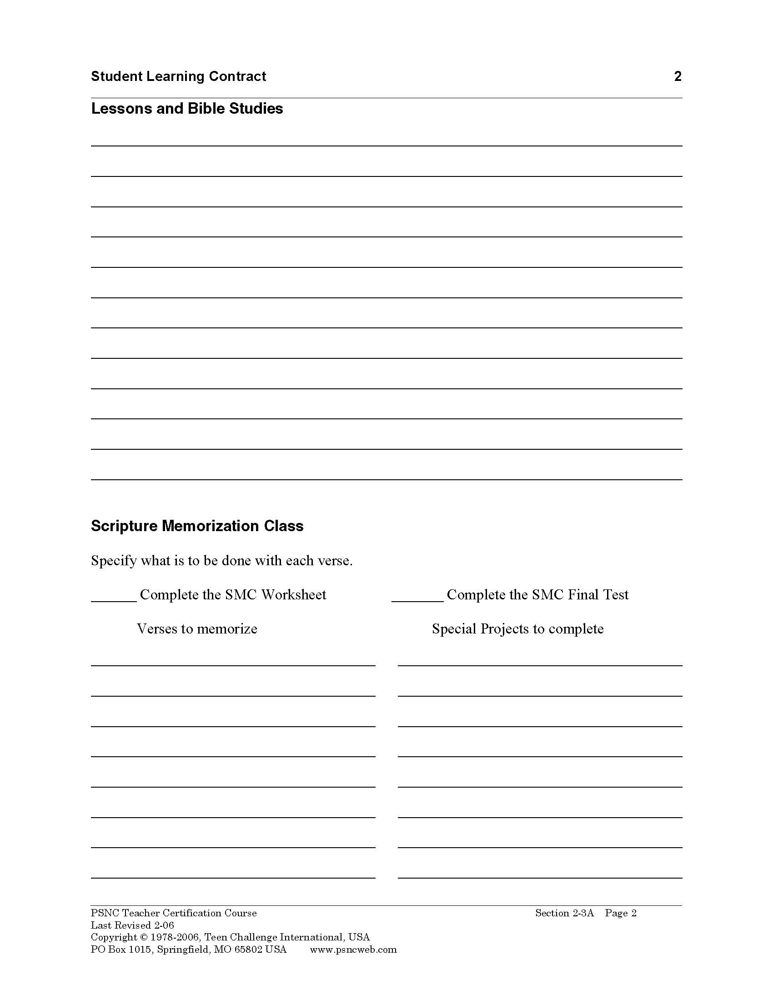 Student Learning Contract 2
Lessons and Bible Studies
Scripture Memorization Class
Specify what is to be done with each verse.
______ Complete the SMC Worksheet _______ Complete the SMC Final Test
Verses to memorize Special Projects to complete
PSNC Teacher Certification Course Section 2-3A Page 2
Last Revised 2-06
Copyright © 1978-2006, Teen Challenge International, USA
PO Box 1015, Springfield, MO 65802 USA www.psncweb.com